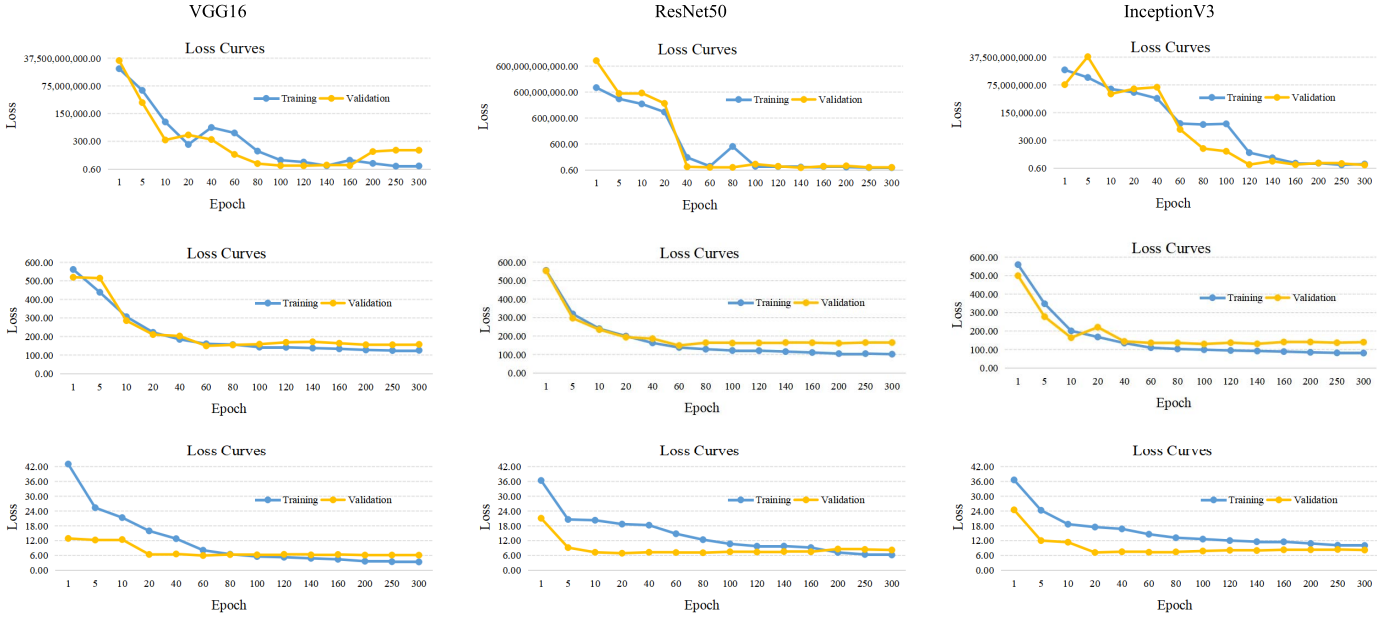 VGG16 ResNet50 InceptionV3
Loss Curves
37,500,000,000.00
75,000,000.00
150,000.00
300.00
0.60
Loss
Training Validation
1 5 10 20 40 60 80 100 120 140 160 200 250 300
Epoch
Loss Curves
600,000,000,000.00
600,000,000.00
600,000.00
600.00
0.60
Loss
Training Validation
1 5 10 20 40 60 80 100 120 140 160 200 250 300
Epoch
Loss Curves
37,500,000,000.00
75,000,000.00
150,000.00
300.00
0.60
Loss
Training Validation
1 5 10 20 40 60 80 100 120 140 160 200 250 300
Epoch
Loss Curves
600.00
500.00
400.00
300.00
200.00
100.00
0.00
Loss
Training Validation
1 5 10 20 40 60 80 100 120 140 160 200 250 300
Epoch
Loss Curves
600.00
500.00
400.00
300.00
200.00
100.00
0.00
Loss
Training Validation
1 5 10 20 40 60 80 100 120 140 160 200 250 300
Epoch
Loss Curves
600.00
500.00
400.00
300.00
200.00
100.00
0.00
Loss
Training Validation
1 5 10 20 40 60 80 100 120 140 160 200 250 300
Epoch
Loss Curves
42.00
36.00
30.00
24.00
18.00
12.00
6.00
0.00
Loss
Training Validation
1 5 10 20 40 60 80 100 120 140 160 200 250 300
Epoch
Loss Curves
42.00
36.00
30.00
24.00
18.00
12.00
6.00
0.00
Loss
Training Validation
1 5 10 20 40 60 80 100 120 140 160 200 250 300
Epoch
Loss Curves
42.00
36.00
30.00
24.00
18.00
12.00
6.00
0.00
Loss
Training Validation
1 5 10 20 40 60 80 100 120 140 160 200 250 300
Epoch